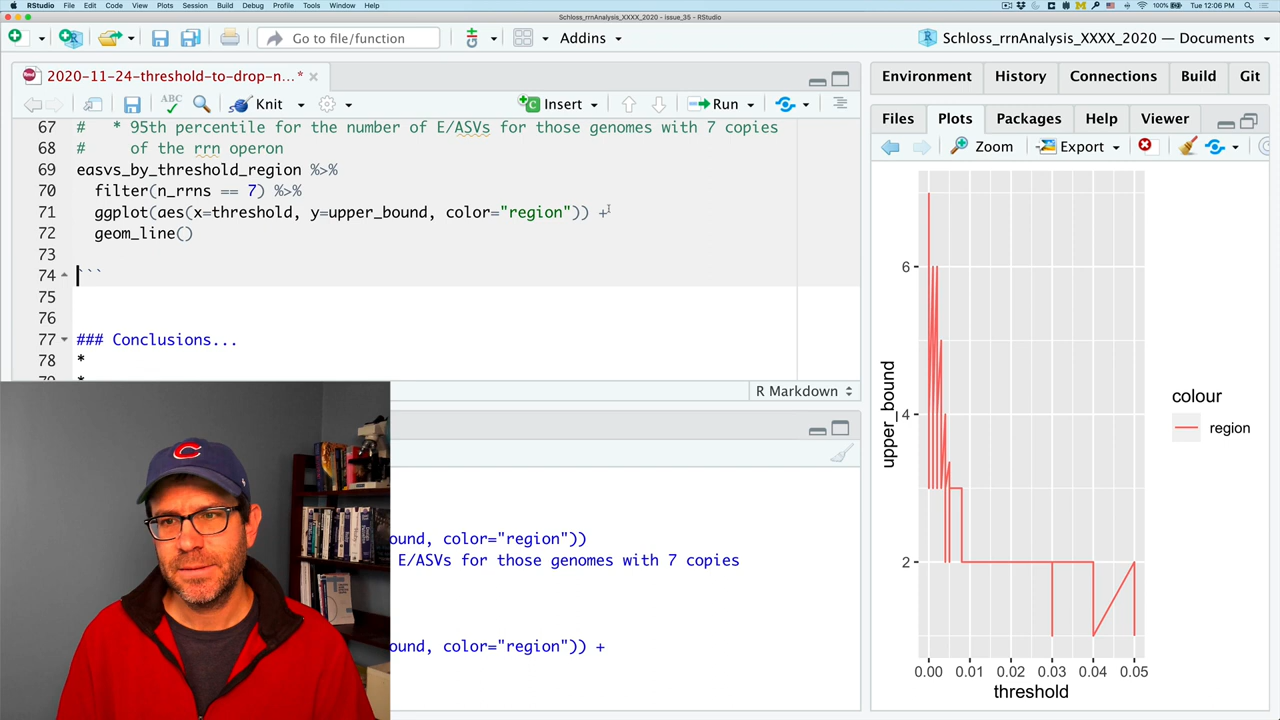 RStudio File Edit Code View Plots Session Build Debug Profile Tools Window Help 100% Tue 12:06 PM
Schloss_rrnAnalysis_XXXX_2020 - issue_35 - RStudio
Go to file/function Addins Schloss_rrnAnalysis_XXXX_2020 — Documents
2020-11-24-threshold-to-drop-n...* Environment History Connections Build Git
ABC Knit Insert Run
Files Plots Packages Help Viewer
Zoom Export
67 # * 95th percentile for the number of E/ASVs for those genomes with 7 copies
68 # of the rrn operon
69 easvs_by_threshold_region %>%
70 filter(n_rrns == 7) %>%
71 ggplot(aes(x=threshold, y=upper_bound, color="region")) +
72 geom_line()
73
74 ```
75
76
77 ### Conclusions...
78 *
79 *
R Markdown
ound, color="region"))
E/ASVs for those genomes with 7 copies
ound, color="region")) +
6
4
2
upper_bound
0.00 0.01 0.02 0.03 0.04 0.05
threshold
colour
region
C